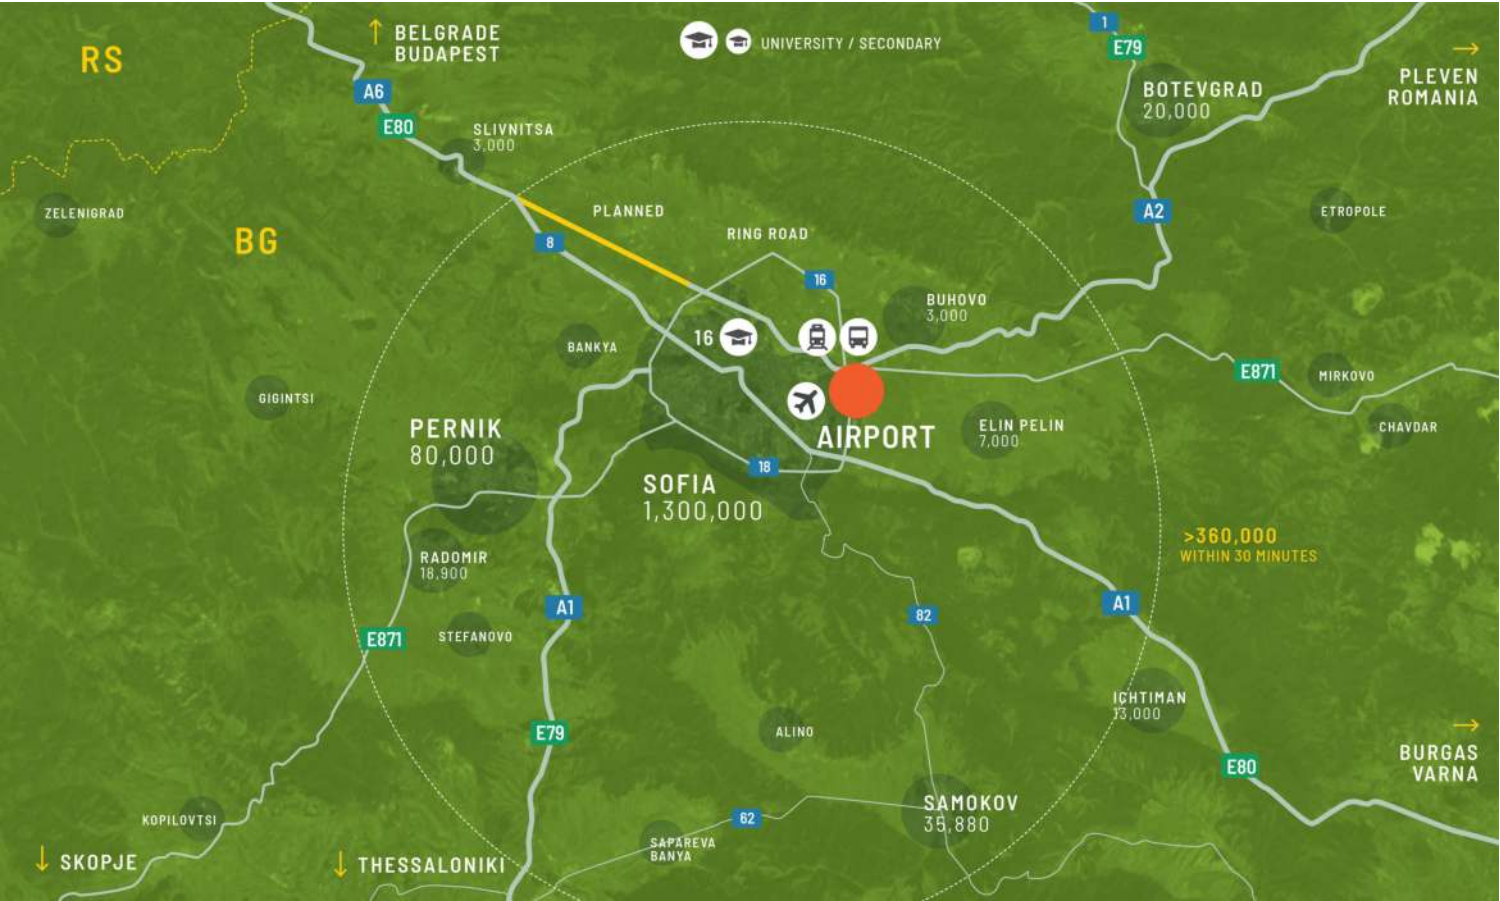 BELGRADE
BUDAPEST
RS
UNIVERSITY / SECONDARY
1
E79
PLEVEN
ROMANIA
A6
E80
BOTEVGRAD
20,000
SLIVNITSA
3,000
ZELENIGRAD
PLANNED
A2
ETROPOLE
BG
8
RING ROAD
16
BUHOVO
3,000
16
BANKYA
E871
MIRKOVO
GIGINTSI
PERNIK
80,000
AIRPORT
ELIN PELIN
7,000
CHAVDAR
18
SOFIA
1,300,000
>360,000
WITHIN 30 MINUTES
RADOMIR
18,900
A1
A1
82
E871
STEFANOVO
ICHTIMAN
13,000
E79
ALINO
E80
BURGAS
VARNA
KOPILOVTSI
62
SAMOKOV
35,880
SAPAREVA
BANYA
SKOPJE
THESSALONIKI